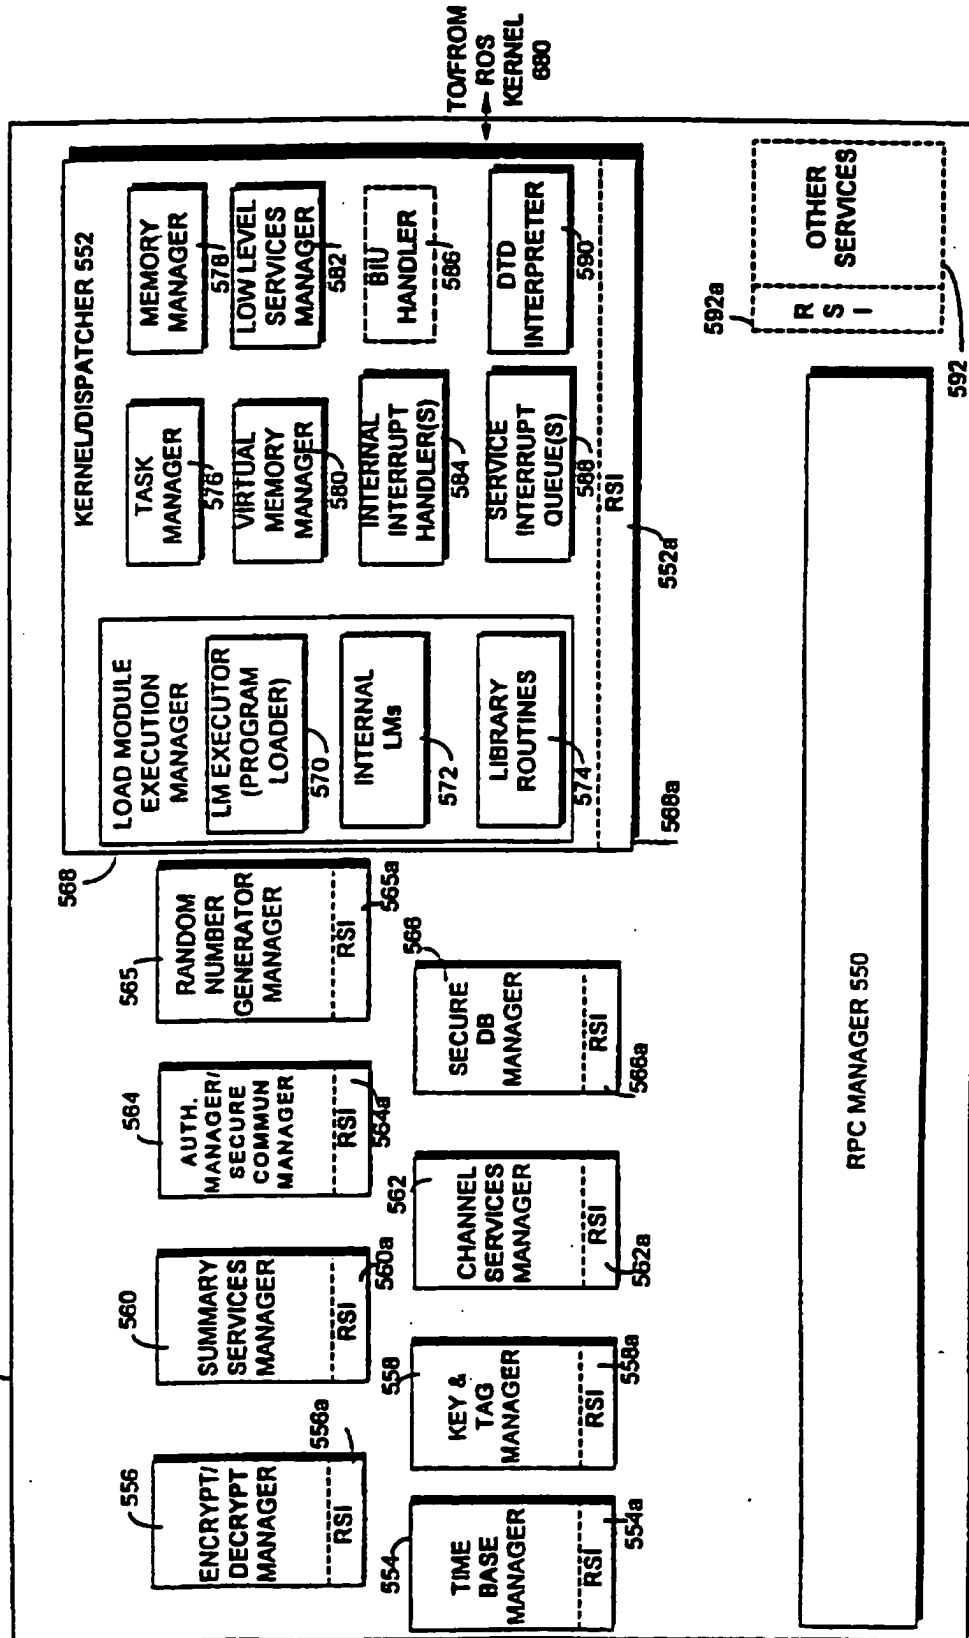 KERNEL/DISPATCHER 552
568
LOAD MODULE
EXECUTION
MANAGER
LM EXECUTOR
(PROGRAM
LOADER)
570
INTERNAL
LMs
572
LIBRARY
ROUTINES
574
568a
TASK
MANAGER
576
MEMORY
MANAGER
578
VIRTUAL
MEMORY
MANAGER
580
LOW LEVEL
SERVICES
MANAGER
582
INTERNAL
INTERRUPT
HANDLER(S)
584
BIU
HANDLER
586
SERVICE
INTERRUPT
QUEUE(S)
588
DTD
INTERPRETER
590
RSI
552a
TO/FROM
ROS
KERNEL
680
556
ENCRYPT/
DECRYPT
MANAGER
RSI
556a
560
SUMMARY
SERVICES
MANAGER
RSI
560a
564
AUTH.
MANAGER/
SECURE
COMMUN
MANAGER
RSI
564a
565
RANDOM
NUMBER
GENERATOR
MANAGER
RSI
565a
554
TIME
BASE
MANAGER
RSI
554a
558
KEY &
TAG
MANAGER
RSI
558a
562
CHANNEL
SERVICES
MANAGER
RSI
562a
566
SECURE
DB
MANAGER
RSI
566a
592a
R
S
I
OTHER
SERVICES
592
RPC MANAGER 550